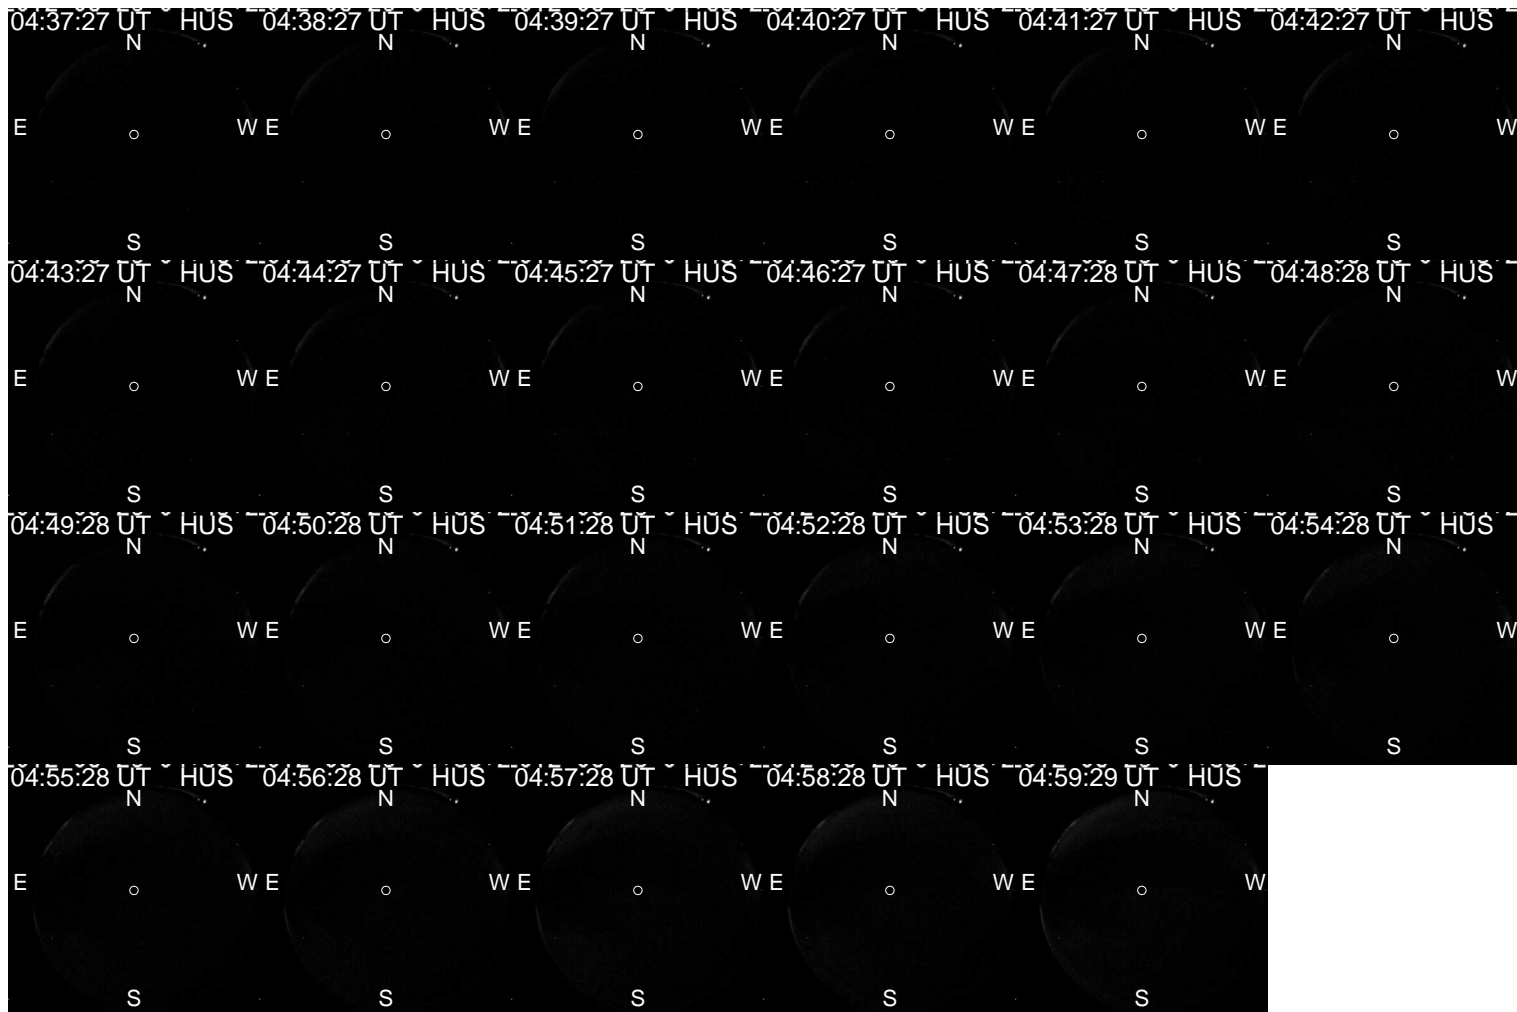 04:37:27 UT HUS 04:38:27 UT HUS 04:39:27 UT HUS 04:40:27 UT HUS 04:41:27 UT HUS 04:42:27 UT HUS
N N N N N N
E W E W E W E W E W E W
S S S S S S
04:43:27 UT HUS 04:44:27 UT HUS 04:45:27 UT HUS 04:46:27 UT HUS 04:47:28 UT HUS 04:48:28 UT HUS
N N N N N N
E W E W E W E W E W E W
S S S S S S
04:49:28 UT HUS 04:50:28 UT HUS 04:51:28 UT HUS 04:52:28 UT HUS 04:53:28 UT HUS 04:54:28 UT HUS
N N N N N N
E W E W E W E W E W E W
S S S S S S
04:55:28 UT HUS 04:56:28 UT HUS 04:57:28 UT HUS 04:58:28 UT HUS 04:59:29 UT HUS
N N N N N
E W E W E W E W E W
S S S S S